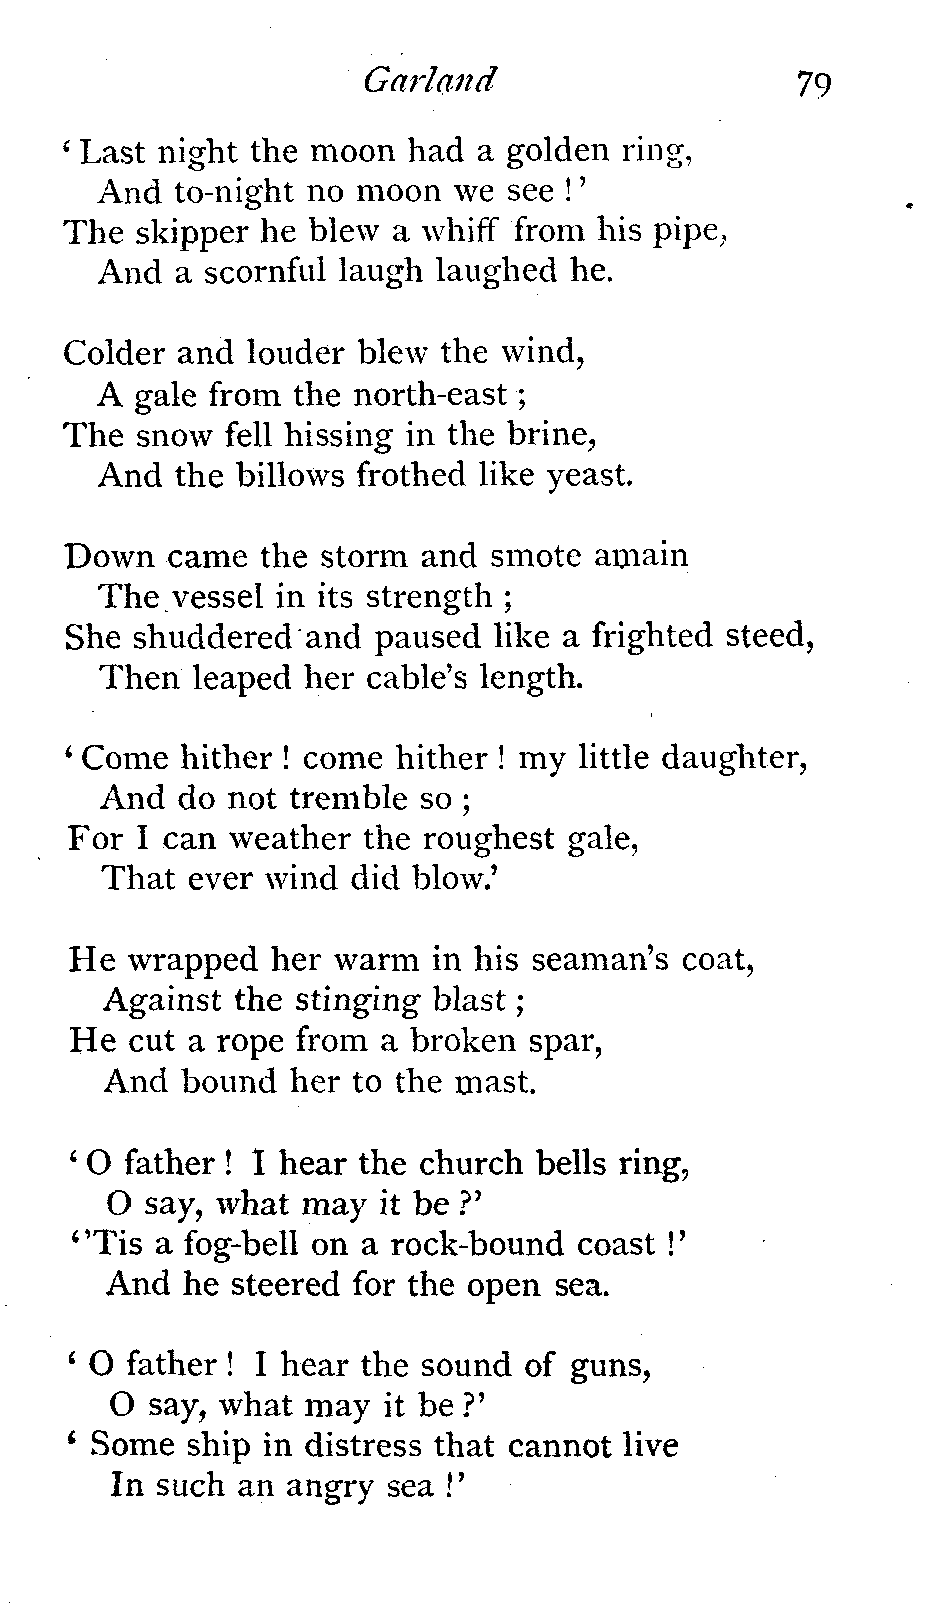 Garland 79
‘ Last night the moon had a golden ring,
And to-night no moon we see !’
The skipper he blew a whiff from his pipe,
And a scornful laugh laughed he.
Colder and louder blew the wind,
A gale from the north-east ;
The snow fell hissing in the brine,
And the billows frothed like yeast.
Down came the storm and smote amain
The vessel in its strength ;
She shuddered and paused like a frighted steed,
Then leaped her cable’s length.
‘ Come hither ! come hither ! my little daughter,
And do not tremble so ;
For I can weather the roughest gale,
That ever wind did blow.’
He wrapped her warm in his seaman’s coat,
Against the stinging blast ;
He cut a rope from a broken spar,
And bound her to the mast.
‘ O father ! I hear the church bells ring,
O say, what may it be ?’
‘’Tis a fog-bell on a rock-bound coast !’
And he steered for the open sea.
‘ O father ! I hear the sound of guns,
O say, what may it be ?’
‘ Some ship in distress that cannot live
In such an angry sea !’